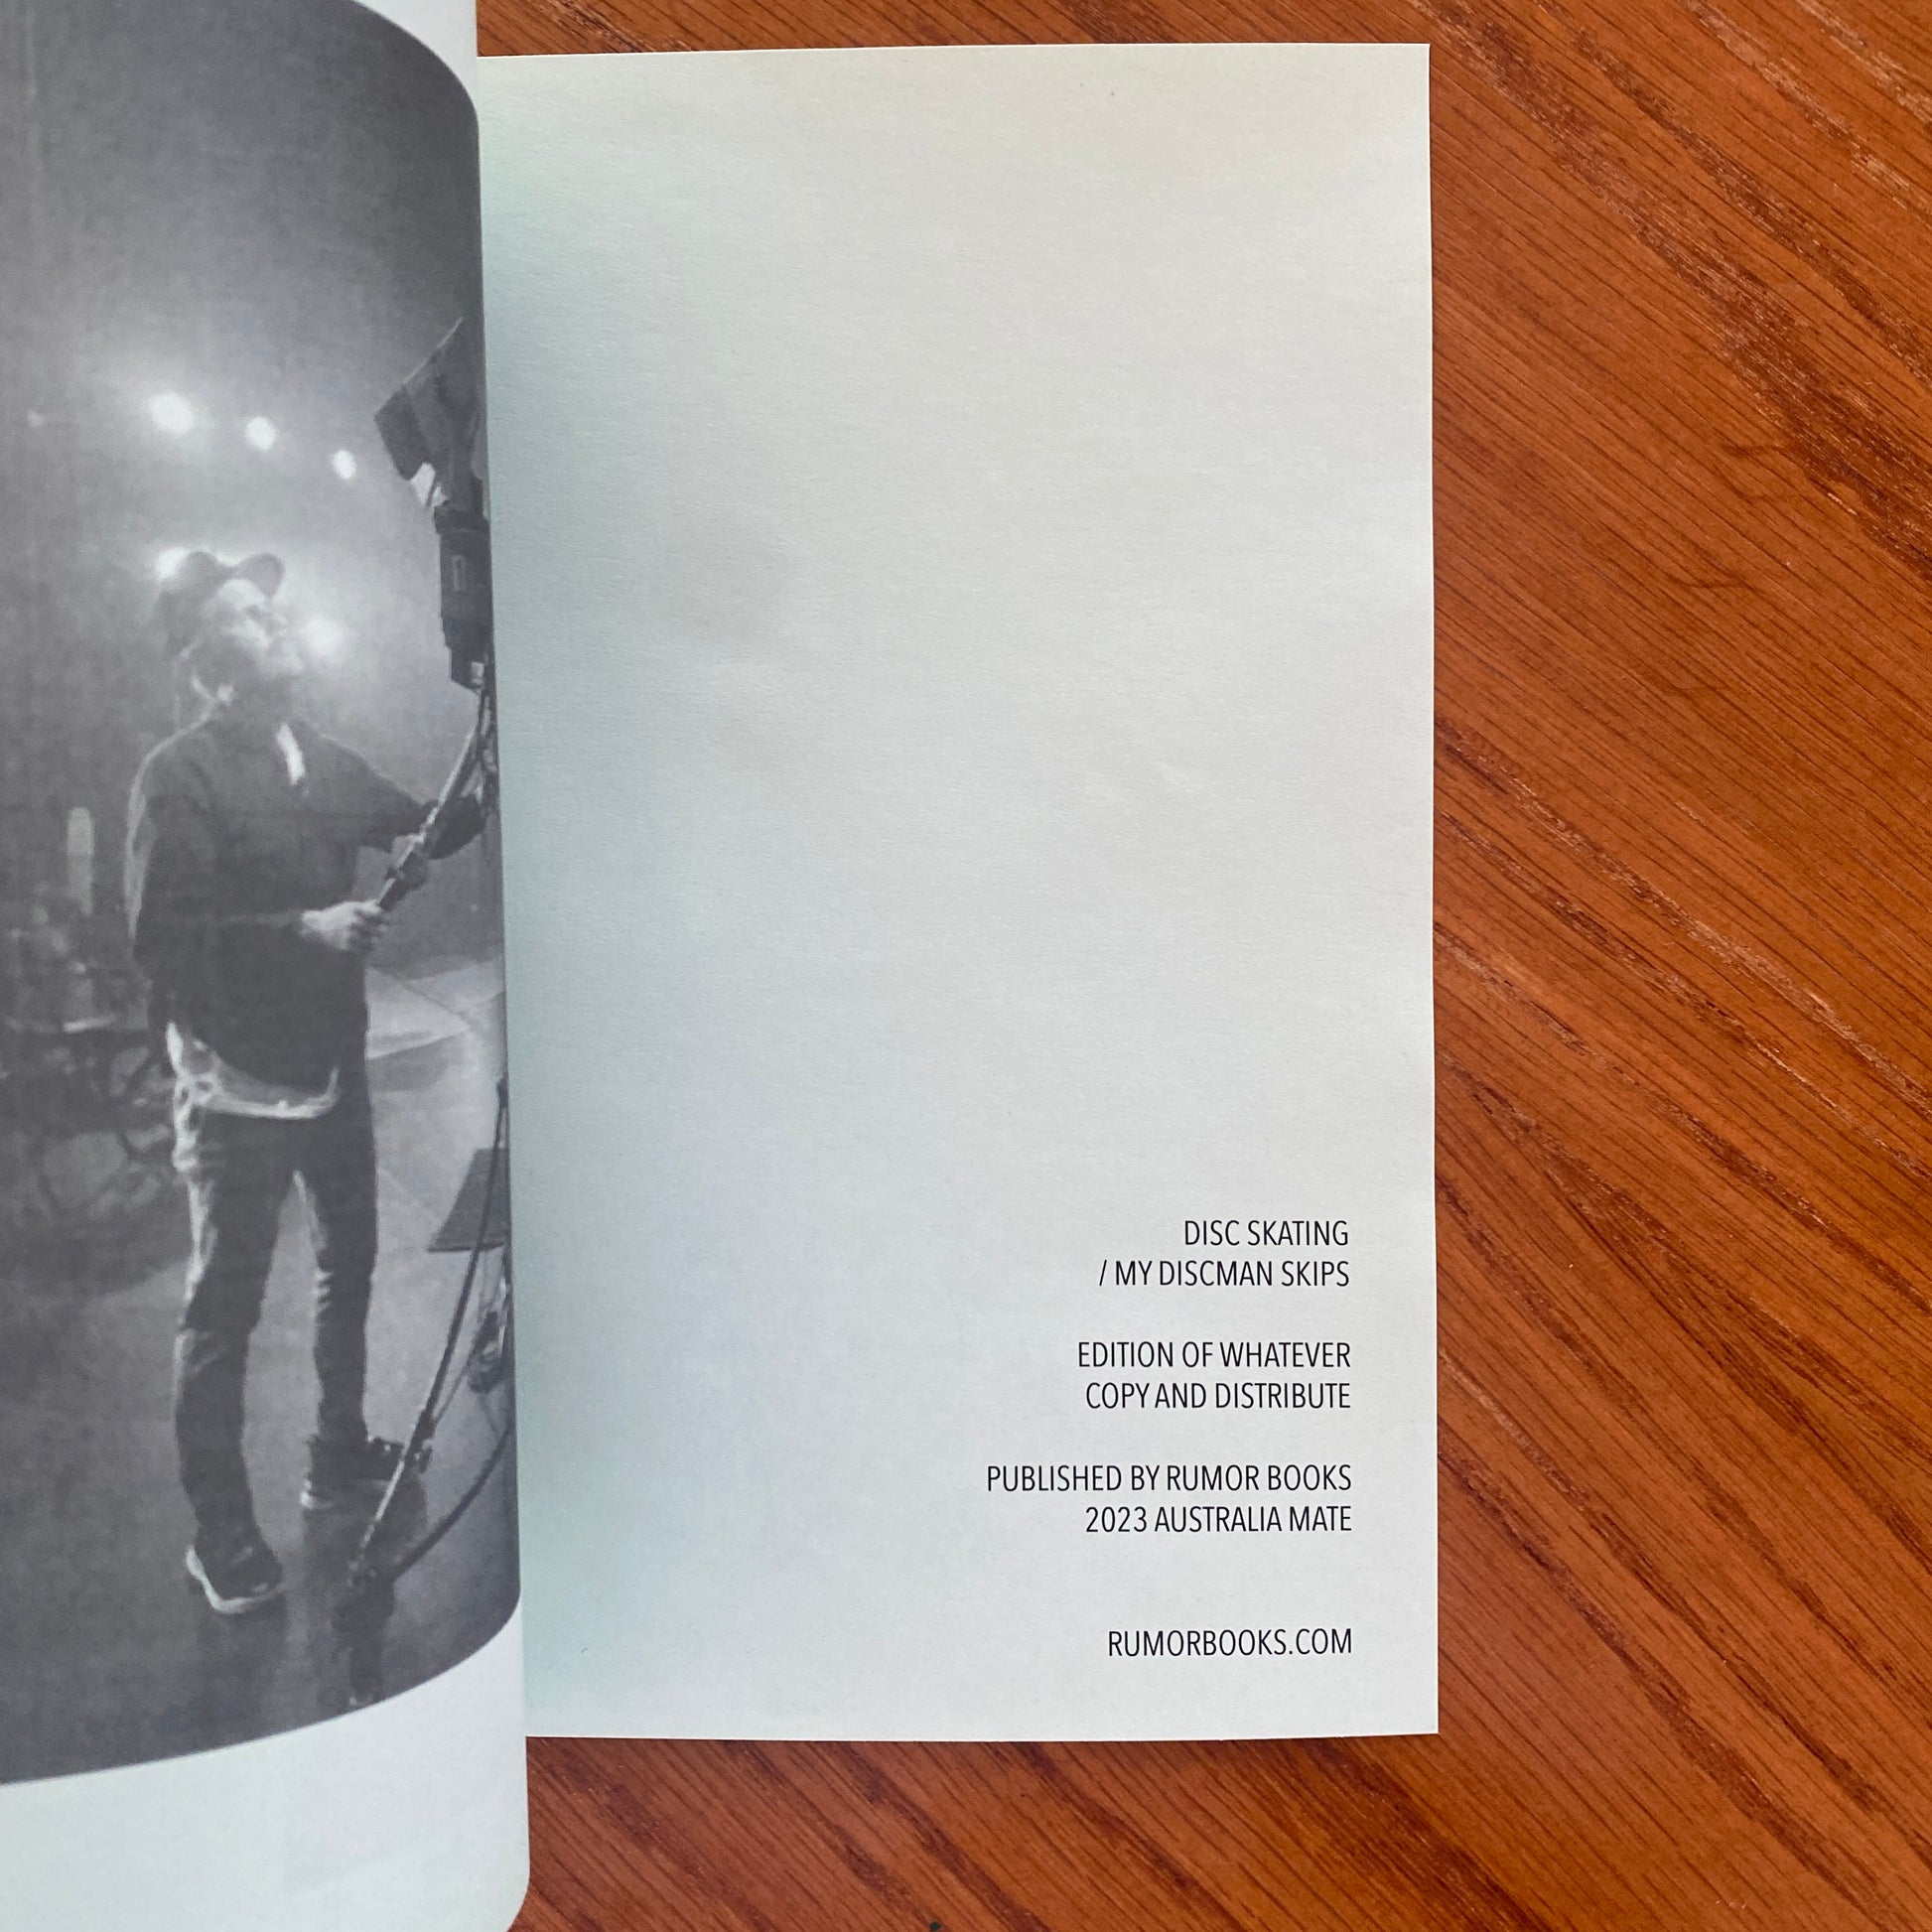 DISC SKATING
/ MY DISCMAN SKIPS
EDITION OF WHATEVER
COPY AND DISTRIBUTE
PUBLISHED BY RUMOR BOOKS
2023 AUSTRALIA MATE
RUMORBOOKS.COM